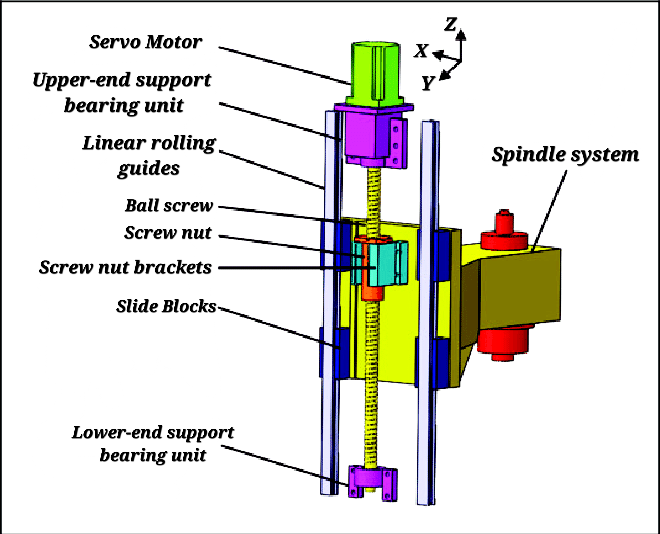 Z
X
Y
Servo Motor
Upper-end support
bearing unit
Linear rolling
guides
Spindle system
Ball screw
Screw nut
Screw nut brackets
Slide Blocks
Lower-end support
bearing unit